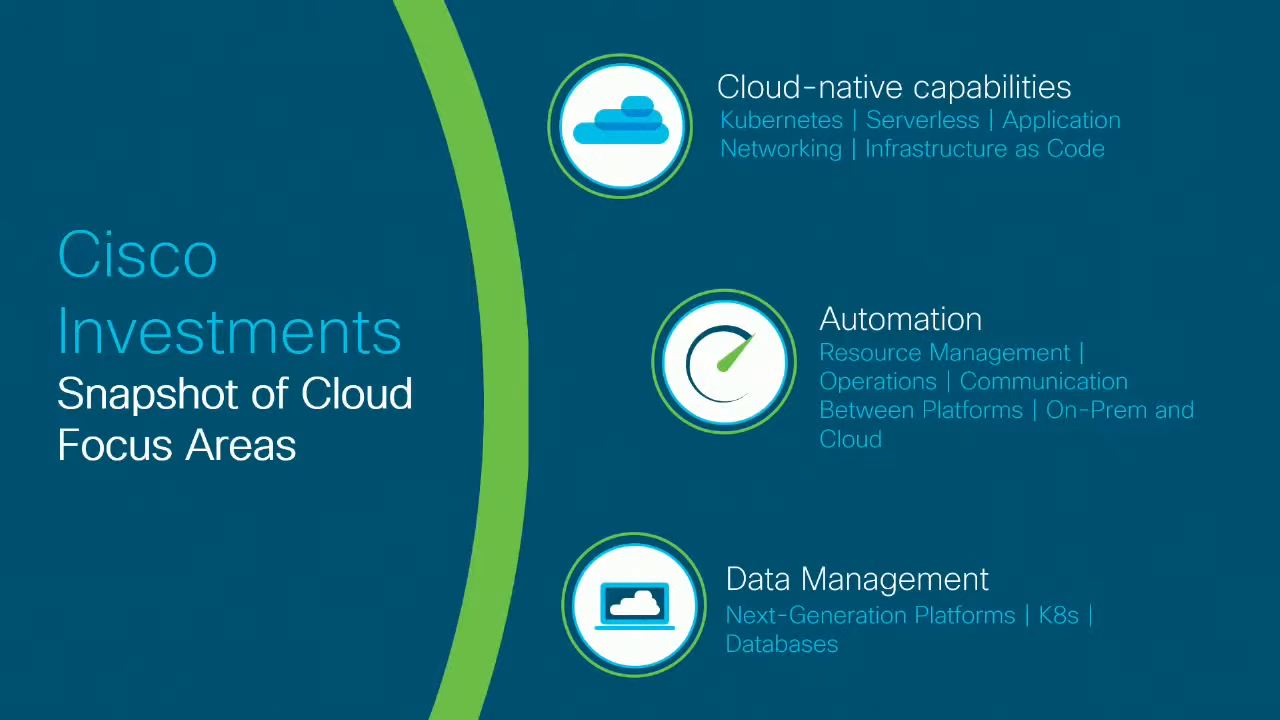 Cisco
Investments
Snapshot of Cloud
Focus Areas
Cloud-native capabilities
Kubernetes | Serverless | Application
Networking | Infrastructure as Code
Automation
Resource Management |
Operations | Communication
Between Platforms | On-Prem and
Cloud
Data Management
Next-Generation Platforms | K8s |
Databases